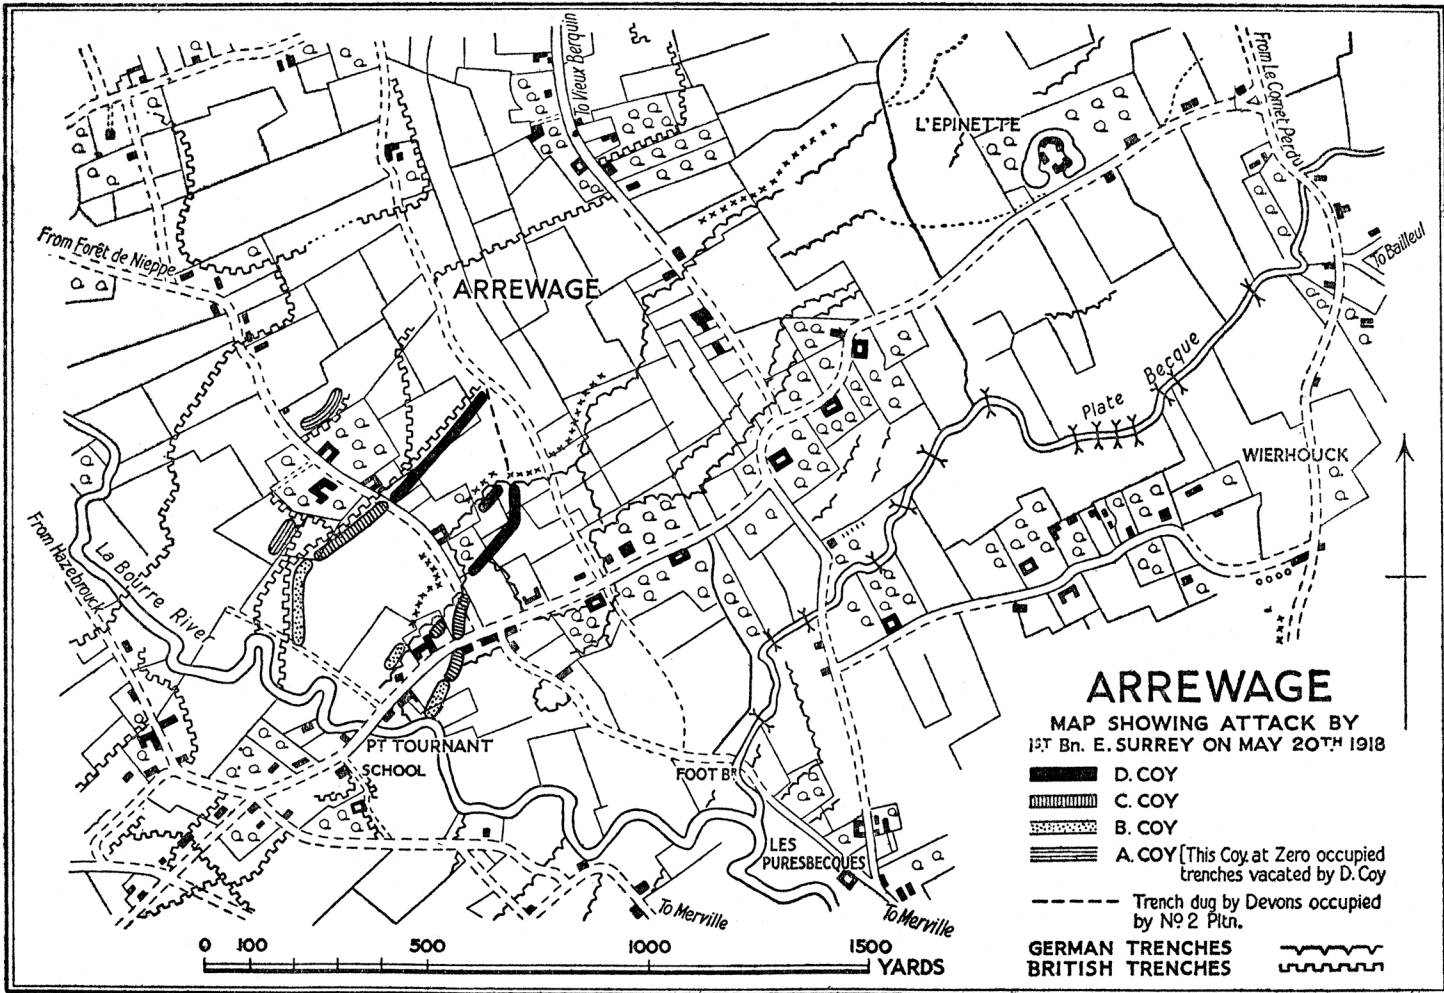 To Vieux Berquin
From Le Cornet Perdu
L'EPINETTE
From Forêt de Nieppe
To Bailleul
ARREWAGE
Plate Becque
WIERHOUCK
From Hazebrouck
La Bourre River
PT TOURNANT
SCHOOL
FOOT BR
LES
PURESBECQUES
To Merville
To Merville
ARREWAGE
MAP SHOWING ATTACK BY
1ST Bn. E. SURREY ON MAY 20TH 1918
D. COY
C. COY
B. COY
A. COY [This Coy. at Zero occupied
trenches vacated by D. Coy
Trench dug by Devons occupied
by No 2 Pltn.
GERMAN TRENCHES
BRITISH TRENCHES
0 100 500 1000 1500
YARDS